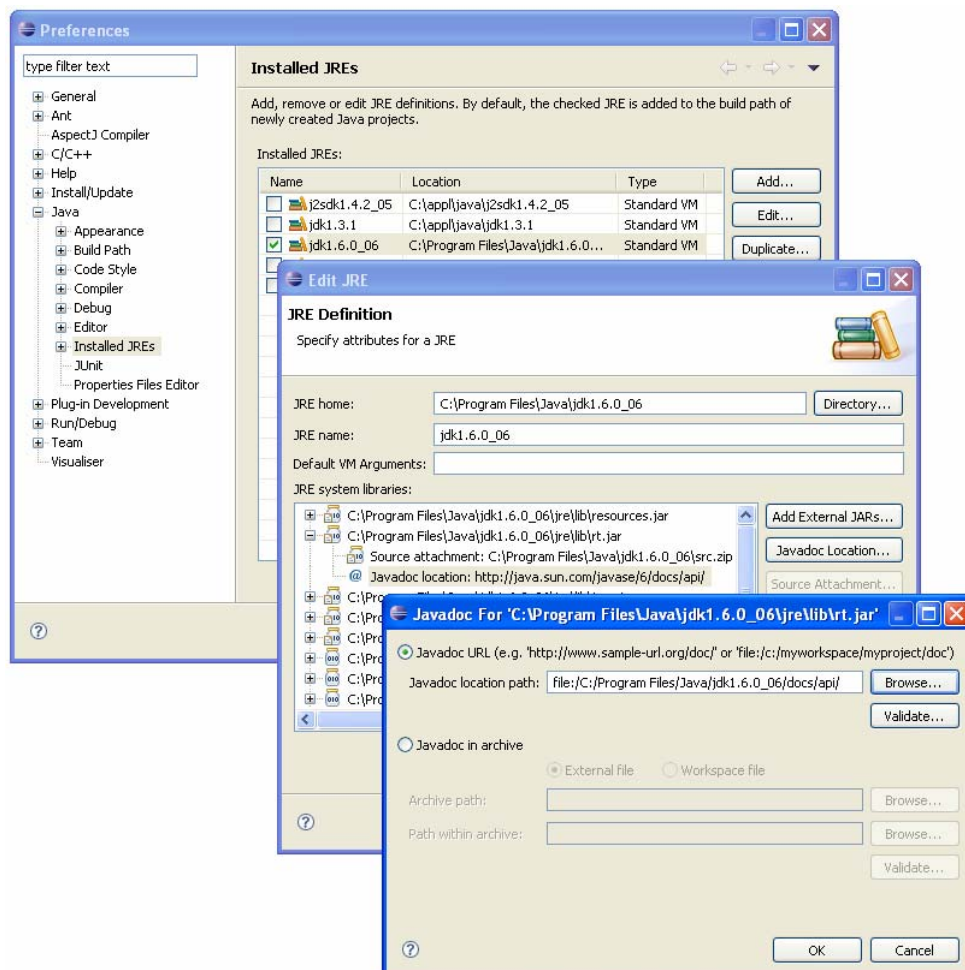 Preferences
type filter text
General
Ant
AspectJ Compiler
C/C++
Help
Install/Update
Java
Appearance
Build Path
Code Style
Compiler
Debug
Editor
Installed JREs
JUnit
Properties Files Editor
Plug-in Development
Run/Debug
Team
Visualiser
Installed JREs
Add, remove or edit JRE definitions. By default, the checked JRE is added to the build path of
newly created Java projects.
Installed JREs:
Name Location Type
j2sdk1.4.2_05 C:\appl\java\j2sdk1.4.2_05 Standard VM
jdk1.3.1 C:\appl\java\jdk1.3.1 Standard VM
jdk1.6.0_06 C:\Program Files\Java\jdk1.6.0... Standard VM
Add...
Edit...
Duplicate...
Edit JRE
JRE Definition
Specify attributes for a JRE
JRE home: C:\Program Files\Java\jdk1.6.0_06 Directory...
JRE name: jdk1.6.0_06
Default VM Arguments:
JRE system libraries:
C:\Program Files\Java\jdk1.6.0_06\jre\lib\resources.jar
C:\Program Files\Java\jdk1.6.0_06\jre\lib\rt.jar
Source attachment: C:\Program Files\Java\jdk1.6.0_06\src.zip
Javadoc location: http://java.sun.com/javase/6/docs/api/
C:\Pro
C:\Pro
C:\Pro
C:\Pro
C:\Pro
Add External JARs...
Javadoc Location...
Source Attachment...
Javadoc For 'C:\Program Files\Java\jdk1.6.0_06\jre\lib\rt.jar'
Javadoc URL (e.g. 'http://www.sample-url.org/doc/' or 'file:/c:/myworkspace/myproject/doc')
Javadoc location path: file:/C:/Program Files/Java/jdk1.6.0_06/docs/api/ Browse...
Validate...
Javadoc in archive
External file Workspace file
Archive path: Browse...
Path within archive: Browse...
Validate...
OK Cancel